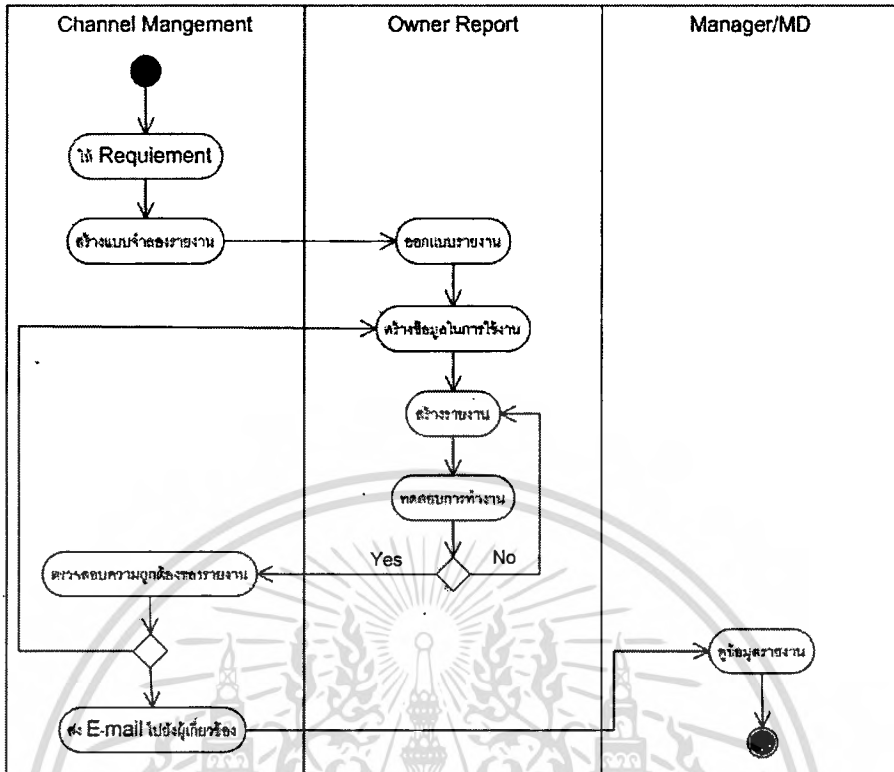 Channel Mangement
Owner Report
Manager/MD
ให้ Requiement
สร้างแบบจำลองรายงาน
ออกแบบรายงาน
สร้างข้อมูลในการใช้งาน
สร้างรายงาน
ทดสอบการทำงาน
Yes
No
ตรวจสอบความถูกต้องของรายงาน
ดูข้อมูลรายงาน
ส่ง E-mail ไปยังผู้เกี่ยวข้อง